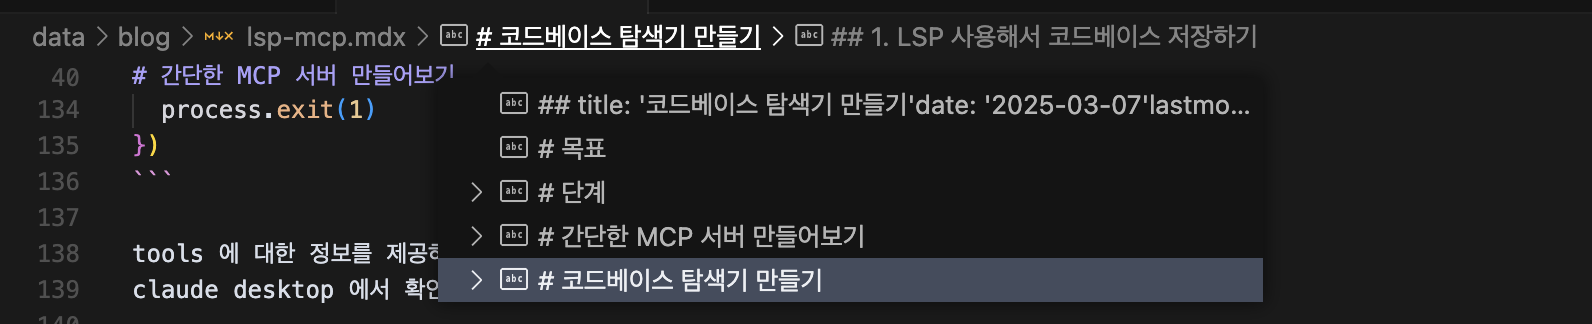 data > blog > lsp-mcp.mdx > abc # 코드베이스 탐색기 만들기 > abc ## 1. LSP 사용해서 코드베이스 저장하기
40 # 간단한 MCP 서버 만들어보기
abc ## title: '코드베이스 탐색기 만들기'date: '2025-03-07'lastmo...
134 process.exit(1)
135 })
abc # 목표
136 ```
> abc # 단계
137
> abc # 간단한 MCP 서버 만들어보기
138 tools 에 대한 정보를 제공하
> abc # 코드베이스 탐색기 만들기
139 claude desktop 에서 확인
140